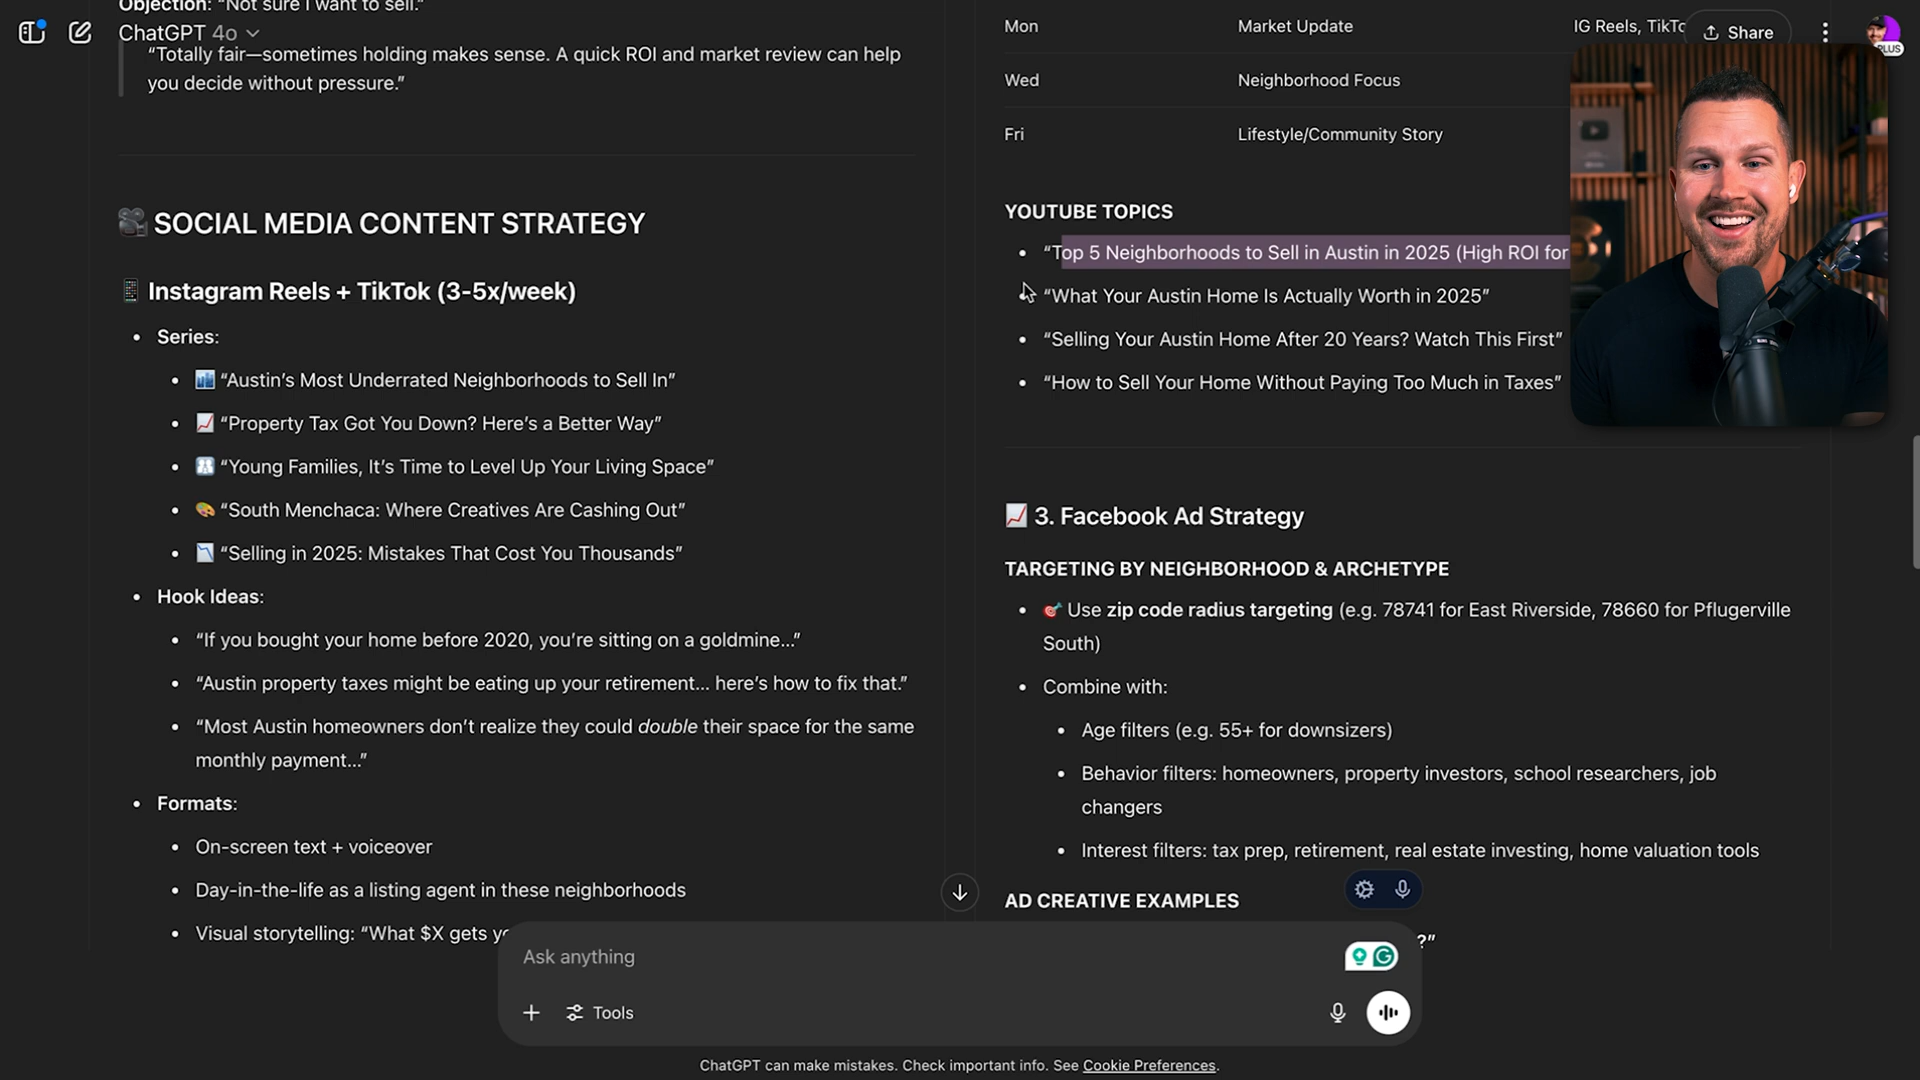 Objection: “Not sure I want to sell.”
ChatGPT 4o
“Totally fair—sometimes holding makes sense. A quick ROI and market review can help
you decide without pressure.”
SOCIAL MEDIA CONTENT STRATEGY
Instagram Reels + TikTok (3-5x/week)
Series:
“Austin’s Most Underrated Neighborhoods to Sell In”
“Property Tax Got You Down? Here’s a Better Way”
“Young Families, It’s Time to Level Up Your Living Space”
“South Menchaca: Where Creatives Are Cashing Out”
“Selling in 2025: Mistakes That Cost You Thousands”
Hook Ideas:
“If you bought your home before 2020, you’re sitting on a goldmine…”
“Austin property taxes might be eating up your retirement… here’s how to fix that.”
“Most Austin homeowners don’t realize they could double their space for the same
monthly payment…”
Formats:
On-screen text + voiceover
Day-in-the-life as a listing agent in these neighborhoods
Visual storytelling: “What $X gets
Mon Market Update IG Reels,
Share
PLUS
Wed Neighborhood Focus
Fri Lifestyle/Community Story
YOUTUBE TOPICS
“Top 5 Neighborhoods to Sell in Austin in 2025 (High ROI for
“What Your Austin Home Is Actually Worth in 2025”
“Selling Your Austin Home After 20 Years? Watch This First”
“How to Sell Your Home Without Paying Too Much in Taxes”
3. Facebook Ad Strategy
TARGETING BY NEIGHBORHOOD & ARCHETYPE
Use zip code radius targeting (e.g. 78741 for East Riverside, 78660 for Pflugerville
South)
Combine with:
Age filters (e.g. 55+ for downsizers)
Behavior filters: homeowners, property investors, school researchers, job
changers
Interest filters: tax prep, retirement, real estate investing, home valuation tools
AD CREATIVE EXAMPLES
?”
Ask anything
Tools
ChatGPT can make mistakes. Check important info. See Cookie Preferences.